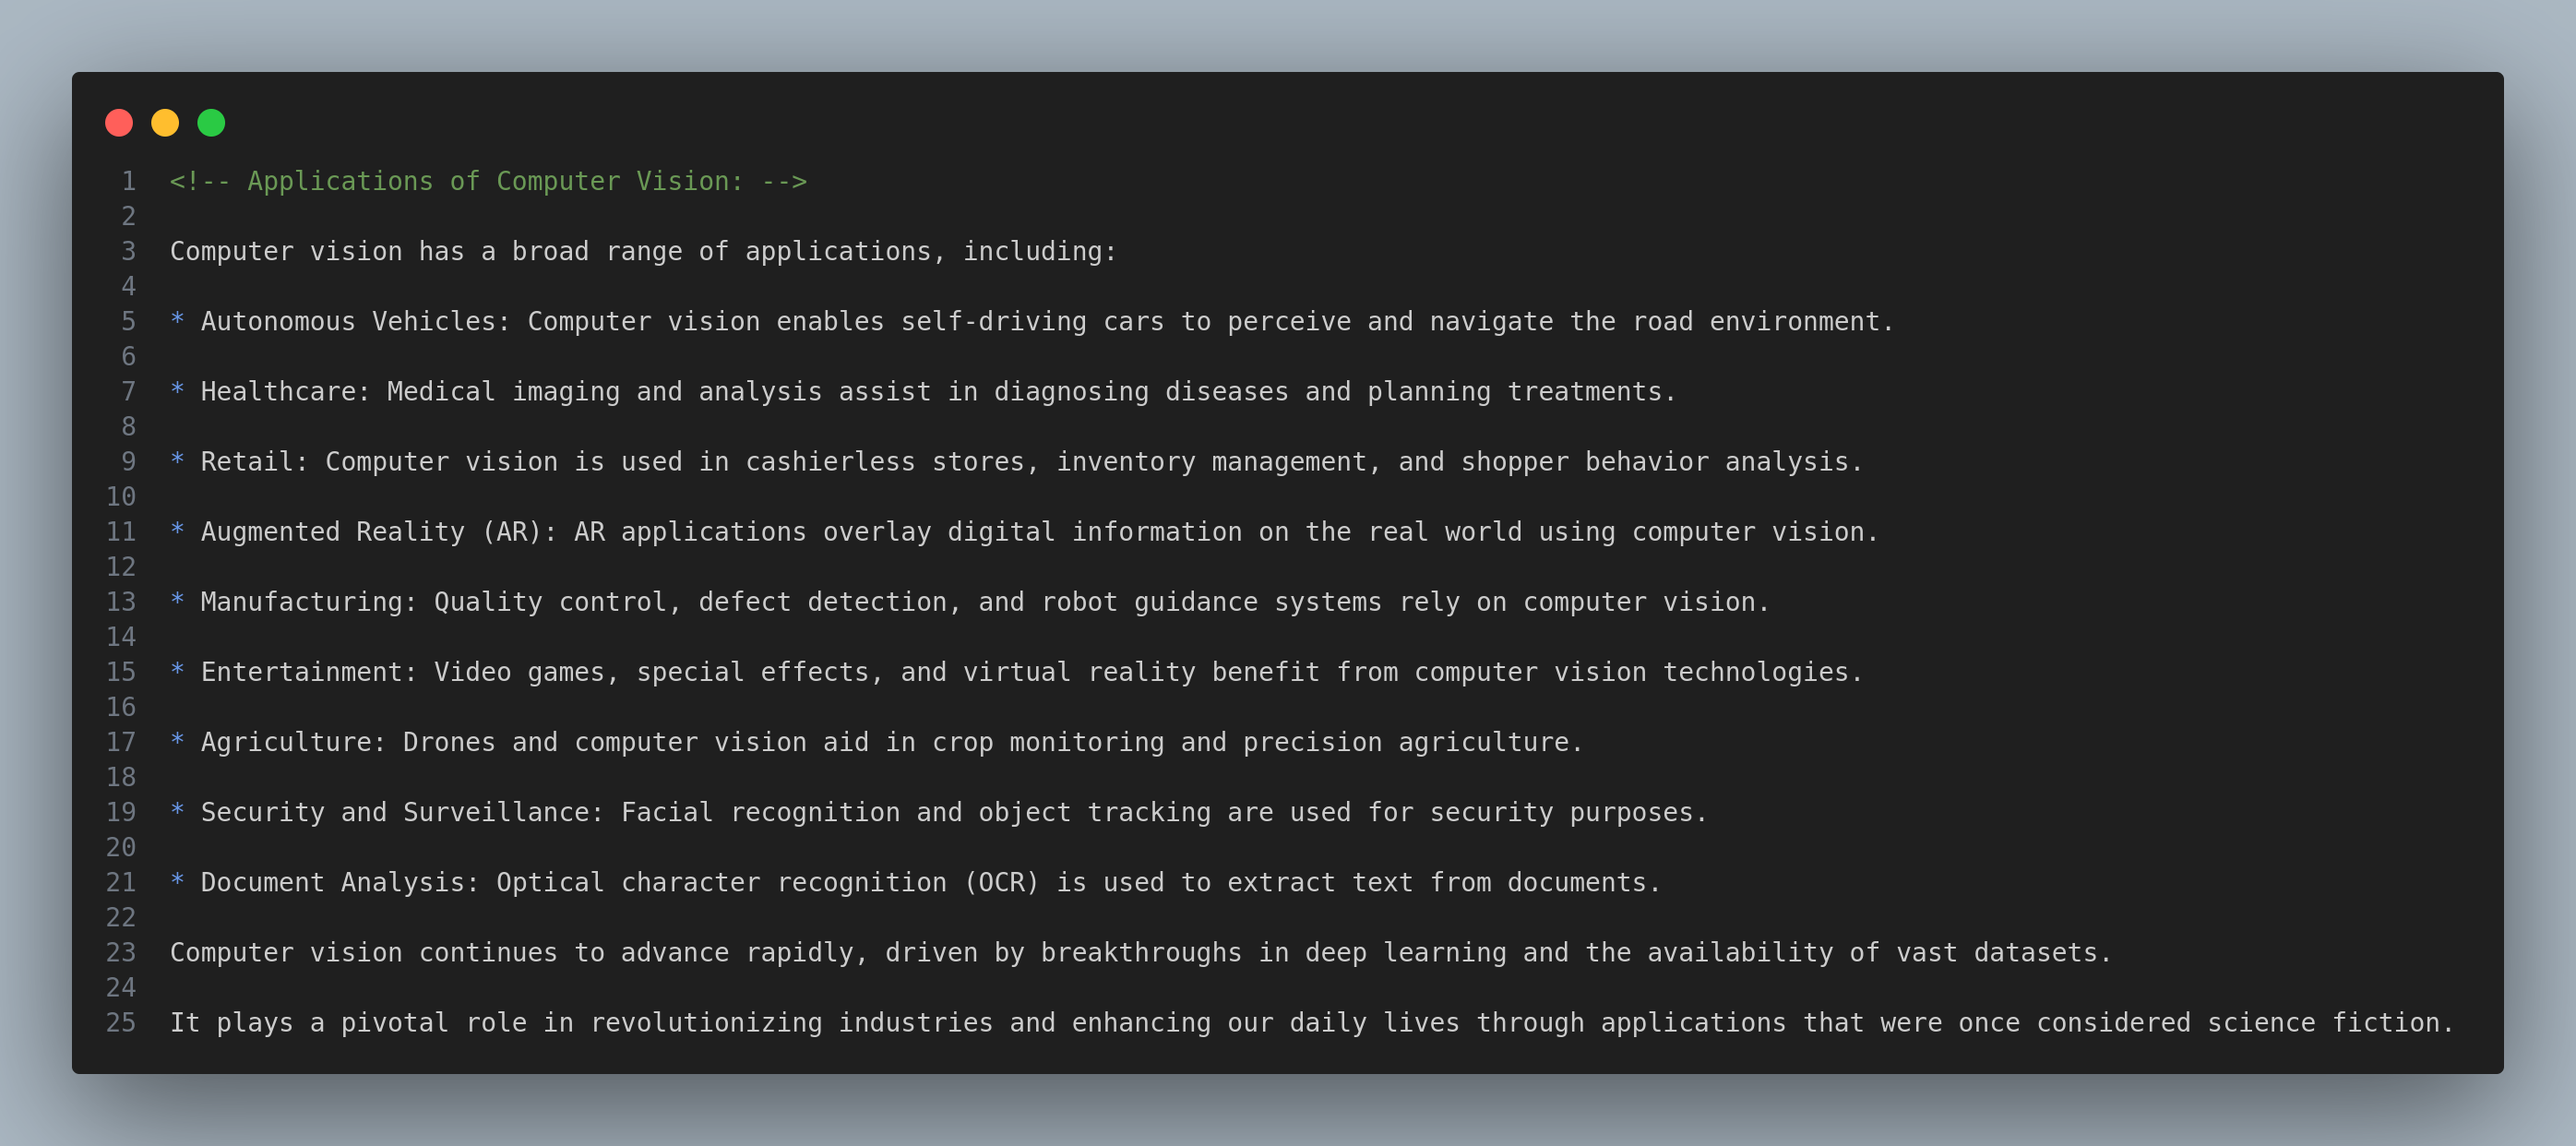 1 <!-- Applications of Computer Vision: -->
2
3 Computer vision has a broad range of applications, including:
4
5 * Autonomous Vehicles: Computer vision enables self-driving cars to perceive and navigate the road environment.
6
7 * Healthcare: Medical imaging and analysis assist in diagnosing diseases and planning treatments.
8
9 * Retail: Computer vision is used in cashierless stores, inventory management, and shopper behavior analysis.
10
11 * Augmented Reality (AR): AR applications overlay digital information on the real world using computer vision.
12
13 * Manufacturing: Quality control, defect detection, and robot guidance systems rely on computer vision.
14
15 * Entertainment: Video games, special effects, and virtual reality benefit from computer vision technologies.
16
17 * Agriculture: Drones and computer vision aid in crop monitoring and precision agriculture.
18
19 * Security and Surveillance: Facial recognition and object tracking are used for security purposes.
20
21 * Document Analysis: Optical character recognition (OCR) is used to extract text from documents.
22
23 Computer vision continues to advance rapidly, driven by breakthroughs in deep learning and the availability of vast datasets.
24
25 It plays a pivotal role in revolutionizing industries and enhancing our daily lives through applications that were once considered science fiction.